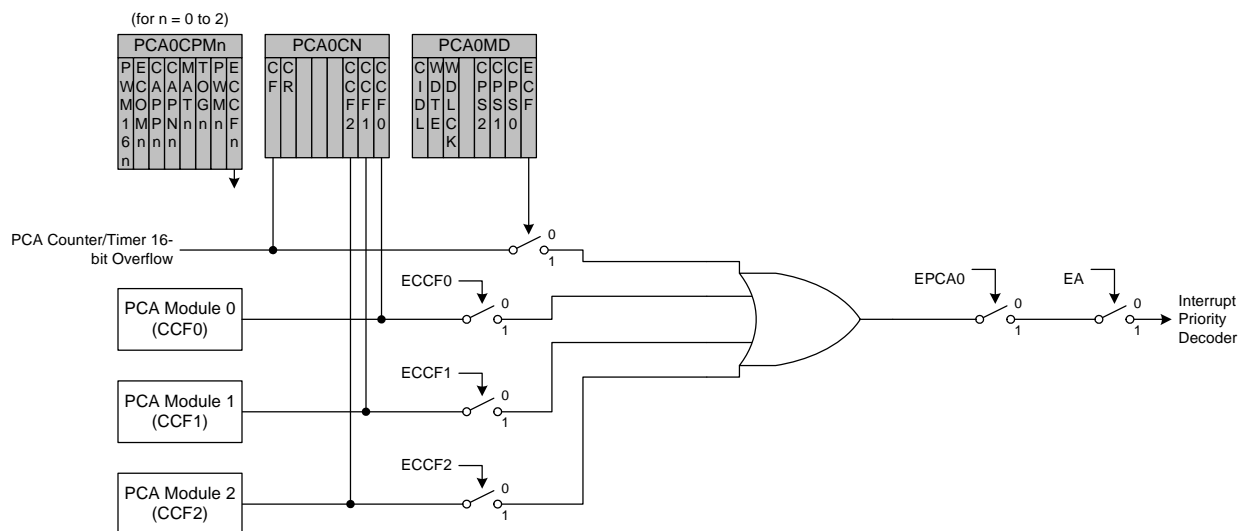 (for n = 0 to 2)
PCA0CPMn
PWM16n
ECOMn
CAPPn
CAPNn
MATn
TOGn
PWMn
ECCFn
PCA0CN
CF
CR
CCF2
CCF1
CCF0
PCA0MD
CIDL
WDTE
WDLCK
CPS2
CPS1
CPS0
ECF
PCA Counter/Timer 16-
bit Overflow
0
1
PCA Module 0
(CCF0)
ECCF0
0
1
EPCA0
0
1
EA
0
1
Interrupt
Priority
Decoder
PCA Module 1
(CCF1)
ECCF1
0
1
PCA Module 2
(CCF2)
ECCF2
0
1